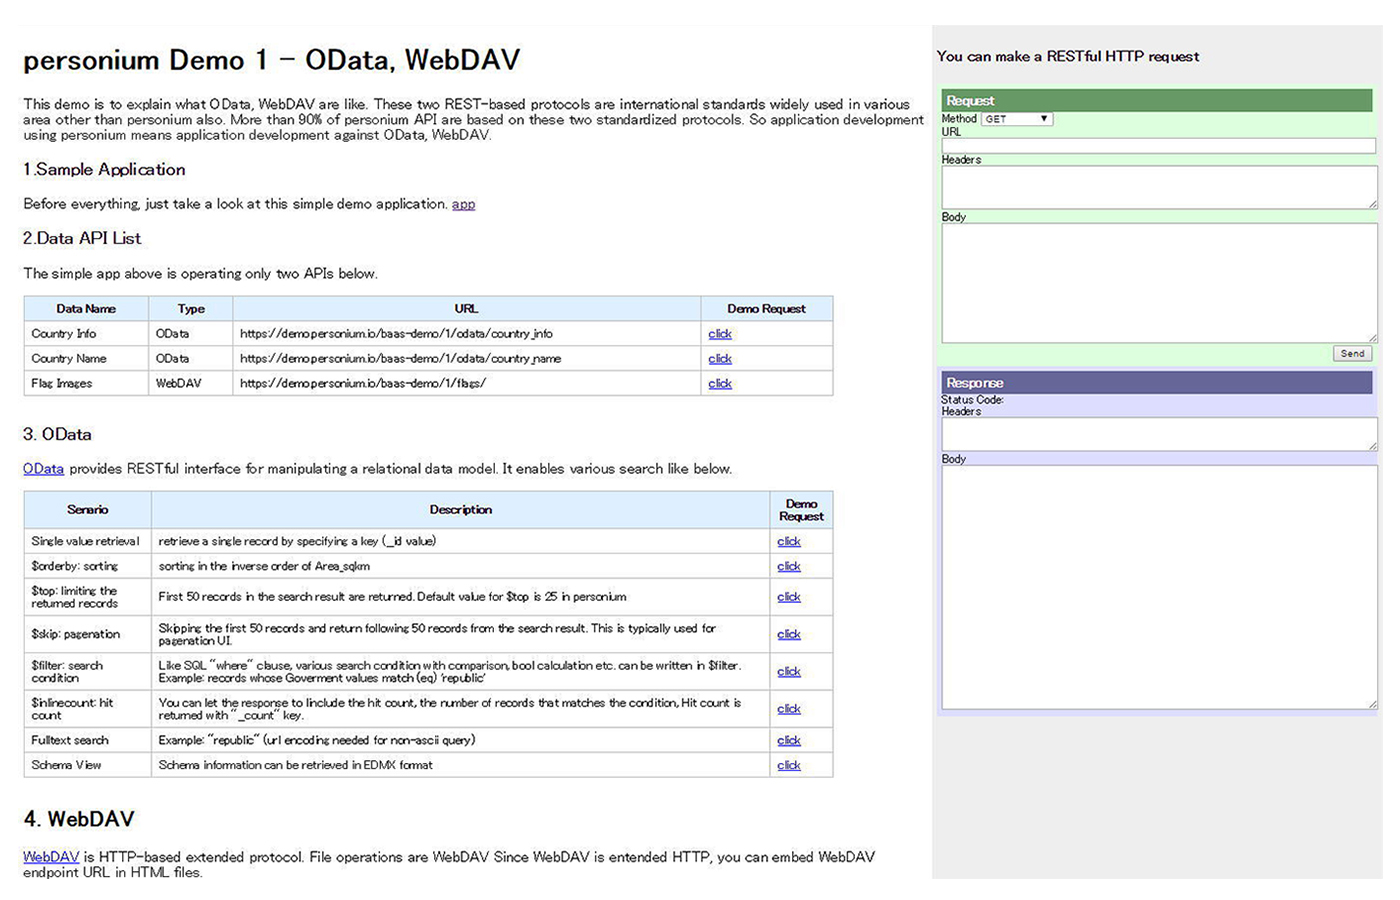 personium Demo 1 - OData, WebDAV
This demo is to explain what OData, WebDAV are like. These two REST-based protocols are international standards widely used in various
area other than personium also. More than 90% of personium API are based on these two standardized protocols. So application development
using personium means application development against OData, WebDAV.
1.Sample Application
Before everything, just take a look at this simple demo application. app
2.Data API List
The simple app above is operating only two APIs below.
Data Name Type URL Demo Request
Country Info OData https://demo.personium.io/baas-demo/1/odata/country_info click
Country Name OData https://demo.personium.io/baas-demo/1/odata/country_name click
Flag Images WebDAV https://demo.personium.io/baas-demo/1/flags/ click
3. OData
OData provides RESTful interface for manipulating a relational data model. It enables various search like below.
Senario Description Demo
Request
Single value retrieval retrieve a single record by specifying a key (_id value) click
$orderby: sorting sorting in the inverse order of Area_sqkm click
$top: limiting the
returned records First 50 records in the search result are returned. Default value for $top is 25 in personium click
$skip: pagenation Skipping the first 50 records and return following 50 records from the search result. This is typically used for
pagenation UI. click
$filter: search
condition Like SQL "where" clause, various search condition with comparison, bool calculation etc. can be written in $filter.
Example: records whose Goverment values match (eq) 'republic' click
$inlinecount: hit
count You can let the response to linclude the hit count, the number of records that matches the condition, Hit count is
returned with "_count" key. click
Fulltext search Example: "republic" (url encoding needed for non-ascii query) click
Schema View Schema information can be retrieved in EDMX format click
4. WebDAV
WebDAV is HTTP-based extended protocol. File operations are WebDAV Since WebDAV is entended HTTP, you can embed WebDAV
endpoint URL in HTML files.
You can make a RESTful HTTP request
Request
Method GET
URL
Headers
Body
Send
Response
Status Code:
Headers
Body